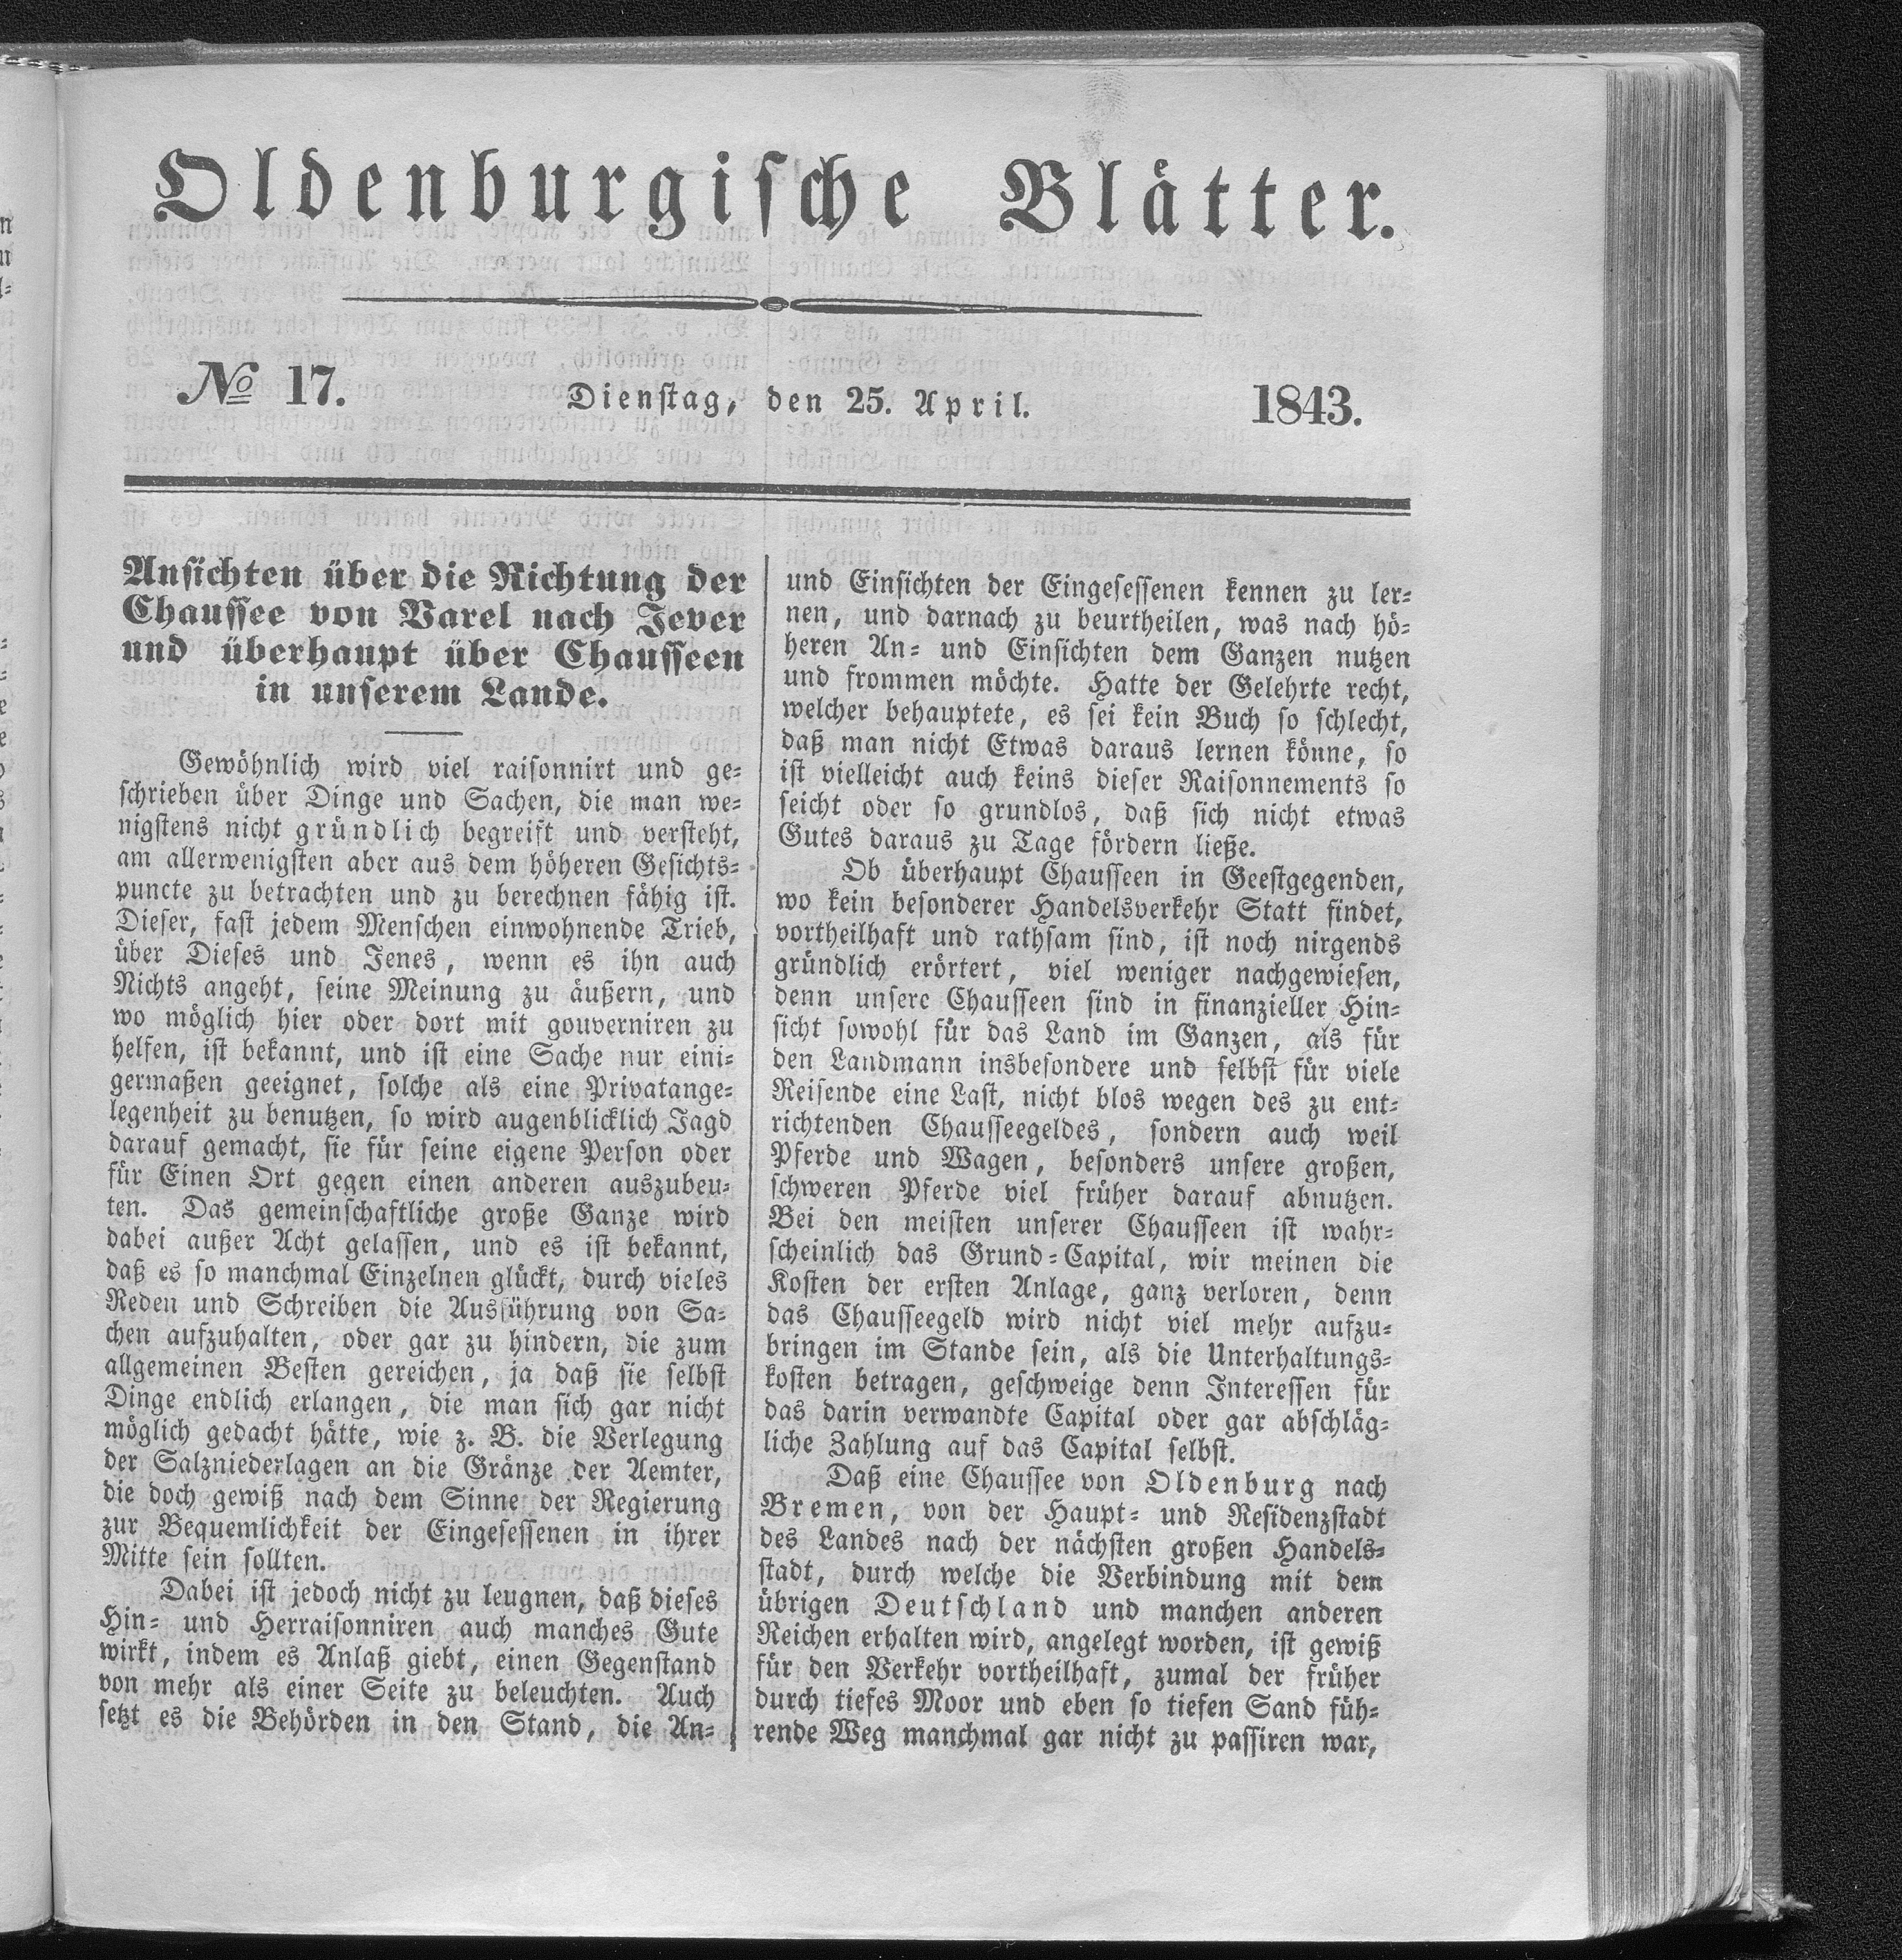 Oldenburgische Blätter.
№ 17.
Dienstag, den 25. April.
1843.
Ansichten über die Richtung der
Chaussee von Varel nach Jever
und überhaupt über Chausseen
in unserem Lande.
Gewöhnlich wird viel raisonnirt und ge-
schrieben über Dinge und Sachen, die man we-
nigstens nicht gründlich begreift und versteht,
am allerwenigsten aber aus dem höheren Gesichts-
puncte zu betrachten und zu berechnen fähig ist.
Dieser, fast jedem Menschen einwohnende Trieb,
über Dieses und Jenes, wenn es ihn auch
Nichts angeht, seine Meinung zu äußern, und
wo möglich hier oder dort mit gouverniren zu
helfen, ist bekannt, und ist eine Sache nur eini-
germaßen geeignet, solche als eine Privatange-
legenheit zu benutzen, so wird augenblicklich Jagd
darauf gemacht, sie für seine eigene Person oder
für Einen Ort gegen einen anderen auszubeu-
ten. Das gemeinschaftliche große Ganze wird
dabei außer Acht gelassen, und es ist bekannt,
daß es so manchmal Einzelnen glückt, durch vieles
Reden und Schreiben die Ausführung von Sa-
chen aufzuhalten, oder gar zu hindern, die zum
allgemeinen Besten gereichen, ja daß sie selbst
Dinge endlich erlangen, die man sich gar nicht
möglich gedacht hätte, wie z. B. die Verlegung
der Salzniederlagen an die Gränze der Aemter,
die doch gewiß nach dem Sinne der Regierung
zur Bequemlichkeit der Eingesessenen in ihrer
Mitte sein sollten.
Dabei ist jedoch nicht zu leugnen, daß dieses
Hin- und Herraisonniren auch manches Gute
wirkt, indem es Anlaß giebt, einen Gegenstand
von mehr als einer Seite zu beleuchten. Auch
setzt es die Behörden in den Stand, die An-
und Einsichten der Eingesessenen kennen zu ler-
nen, und darnach zu beurtheilen, was nach hö-
heren An- und Einsichten dem Ganzen nutzen
und frommen möchte. Hatte der Gelehrte recht,
welcher behauptete, es sei kein Buch so schlecht,
daß man nicht Etwas daraus lernen könne, so
ist vielleicht auch keins dieser Raisonnements so
seicht oder so grundlos, daß sich nicht etwas
Gutes daraus zu Tage fördern ließe.
Ob überhaupt Chausseen in Geestgegenden,
wo kein besonderer Handelsverkehr Statt findet,
vortheilhaft und rathsam sind, ist noch nirgends
gründlich erörtert, viel weniger nachgewiesen,
denn unsere Chausseen sind in finanzieller Hin-
sicht sowohl für das Land im Ganzen, als für
den Landmann insbesondere und selbst für viele
Reisende eine Last, nicht blos wegen des zu ent-
richtenden Chausseegeldes, sondern auch weil
Pferde und Wagen, besonders unsere großen,
schweren Pferde viel früher darauf abnutzen.
Bei den meisten unserer Chausseen ist wahr-
scheinlich das Grund-Capital, wir meinen die
Kosten der ersten Anlage, ganz verloren, denn
das Chausseegeld wird nicht viel mehr aufzu-
bringen im Stande sein, als die Unterhaltungs-
kosten betragen, geschweige denn Interessen für
das darin verwandte Capital oder gar abschläg-
liche Zahlung auf das Capital selbst.
Daß eine Chaussee von Oldenburg nach
Bremen, von der Haupt- und Residenzstadt
des Landes nach der nächsten großen Handels-
stadt, durch welche die Verbindung mit dem
übrigen Deutschland und manchen anderen
Reichen erhalten wird, angelegt worden, ist gewiß
für den Verkehr vortheilhaft, zumal der früher
durch tiefes Moor und eben so tiefen Sand füh-
rende Weg manchmal gar nicht zu passiren war,